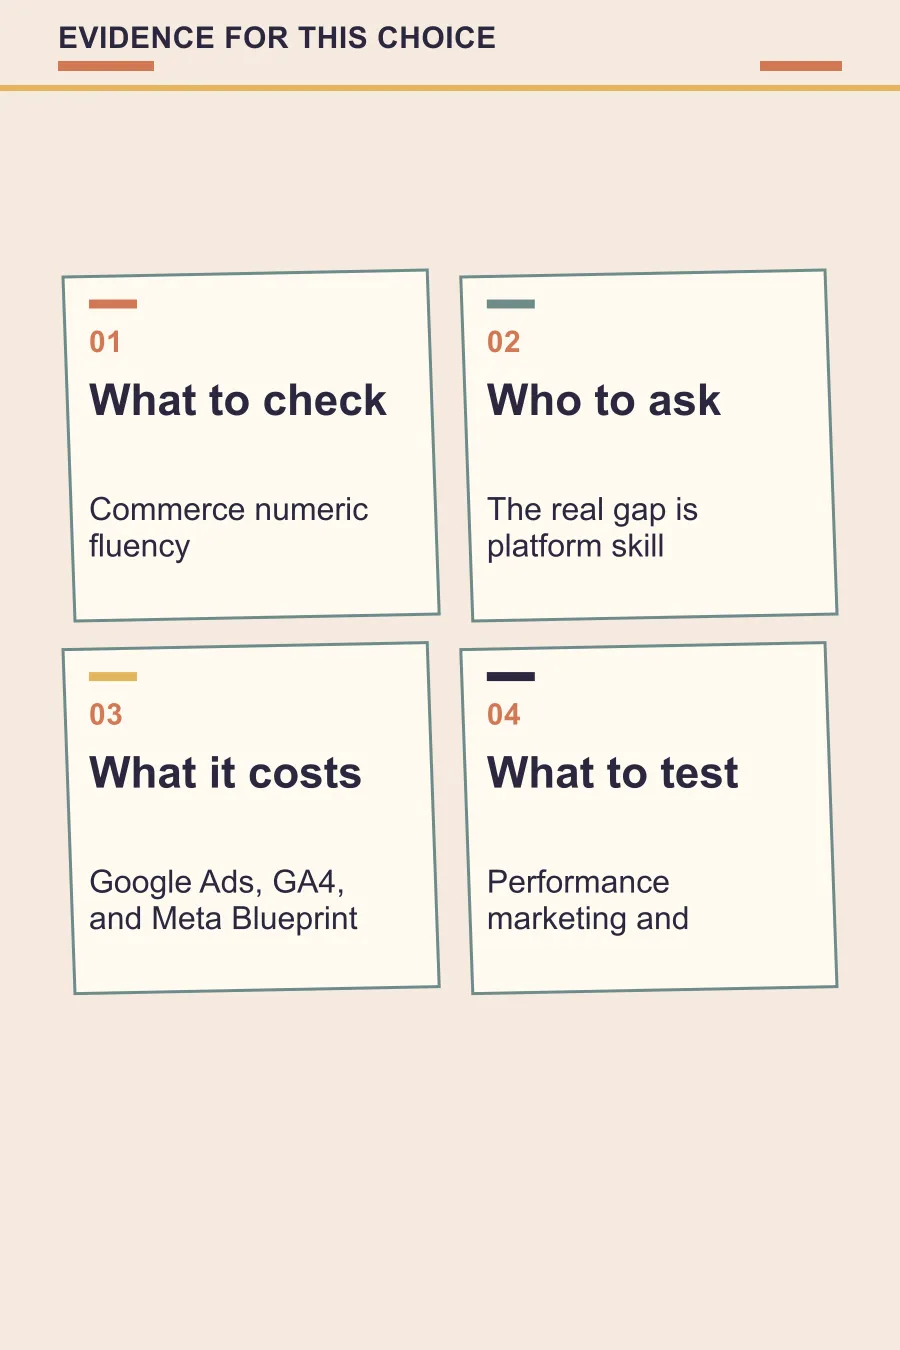 EVIDENCE FOR THIS CHOICE
01
What to check
Commerce numeric
fluency
02
Who to ask
The real gap is
platform skill
03
What it costs
Google Ads, GA4,
and Meta Blueprint
04
What to test
Performance
marketing and